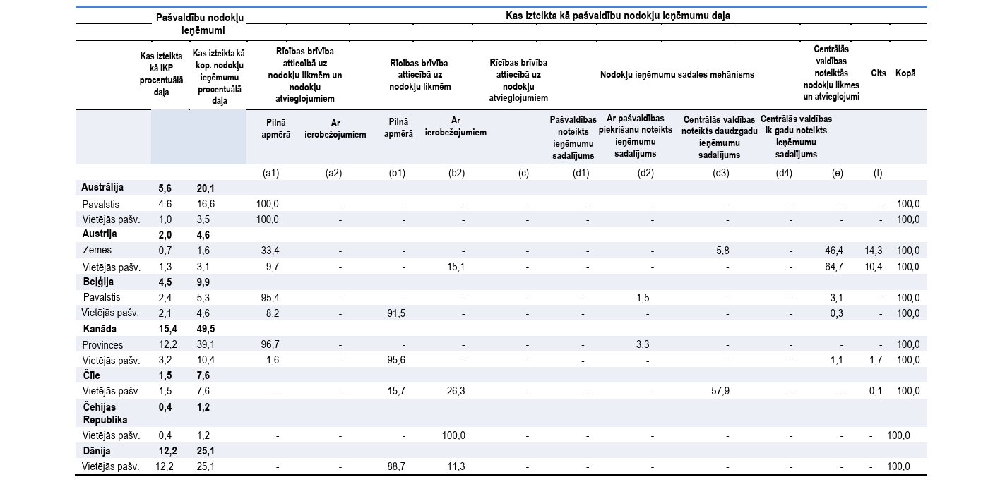 Pašvaldību nodokļu ieņēmumi Kas izteikta kā pašvaldību nodokļu ieņēmumu daļa
Kas izteikta kā IKP procentuālā daļa Kas izteikta kā kop. nodokļu ieņēmumu procentuālā daļa Rīcības brīvība attiecībā uz nodokļu likmēm un nodokļu atvieglojumiem Rīcības brīvība attiecībā uz nodokļu likmēm Rīcības brīvība attiecībā uz nodokļu atvieglojumiem Nodokļu ieņēmumu sadales mehānisms Centrālās valdības noteiktās nodokļu likmes un atvieglojumi Cits Kopā
Pilnā apmērā Ar ierobežojumiem Pilnā apmērā Ar ierobežojumiem Pašvaldības noteikts ieņēmumu sadalījums Ar pašvaldības piekrišanu noteikts ieņēmumu sadalījums Centrālās valdības noteikts daudzgadu ieņēmumu sadalījums Centrālās valdības ik gadu noteikts ieņēmumu sadalījums
(a1) (a2) (b1) (b2) (c) (d1) (d2) (d3) (d4) (e) (f)
Austrālija 5,6 20,1
Pavalstis 4.6 16,6 100,0 - - - - - - - - - - 100,0
Vietējās pašv. 1,0 3,5 100,0 - - - - - - - - - - 100,0
Austrija 2,0 4,6
Zemes 0,7 1,6 33,4 - - - - - - 5,8 - 46,4 14,3 100,0
Vietējās pašv. 1,3 3,1 9,7 - - 15,1 - - - - - 64,7 10,4 100,0
Beļģija 4,5 9,9
Pavalstis 2,4 5,3 95,4 - - - - - 1,5 - - 3,1 - 100,0
Vietējās pašv. 2,1 4,6 8,2 - 91,5 - - - - - - 0,3 - 100,0
Kanāda 15,4 49,5
Provinces 12,2 39,1 96,7 - - - - - 3,3 - - - - 100,0
Vietējās pašv. 3,2 10,4 1,6 - 95,6 - - - - - - 1,1 1,7 100,0
Čīle 1,5 7,6
Vietējās pašv. 1,5 7,6 - - 15,7 26,3 - - - 57,9 - - 0,1 100,0
Čehijas Republika 0,4 1,2
Vietējās pašv. 0,4 1,2 - - - 100,0 - - - - - - - 100,0
Dānija 12,2 25,1
Vietējās pašv. 12,2 25,1 - - 88,7 11,3 - - - - - - - 100,0